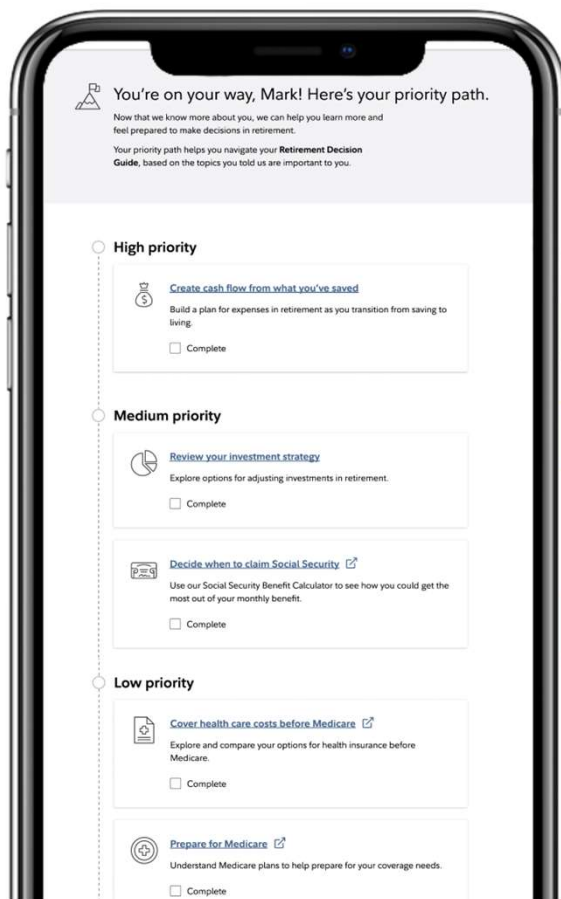 You're on your way, Mark! Here's your priority path.
Now that we know more about you, we can help you learn more and
feel prepared to make decisions in retirement.
Your priority path helps you navigate your Retirement Decision
Guide, based on the topics you told us are important to you.
High priority
Create cash flow from what you've saved
Build a plan for expenses in retirement as you transition from saving to
living.
Complete
Medium priority
Review your investment strategy
Explore options for adjusting investments in retirement.
Complete
Decide when to claim Social Security
Use our Social Security Benefit Calculator to see how you could get the
most out of your monthly benefit.
Complete
Low priority
Cover health care costs before Medicare
Explore and compare your options for health insurance before
Medicare.
Complete
Prepare for Medicare
Understand Medicare plans to help prepare for your coverage needs.
Complete